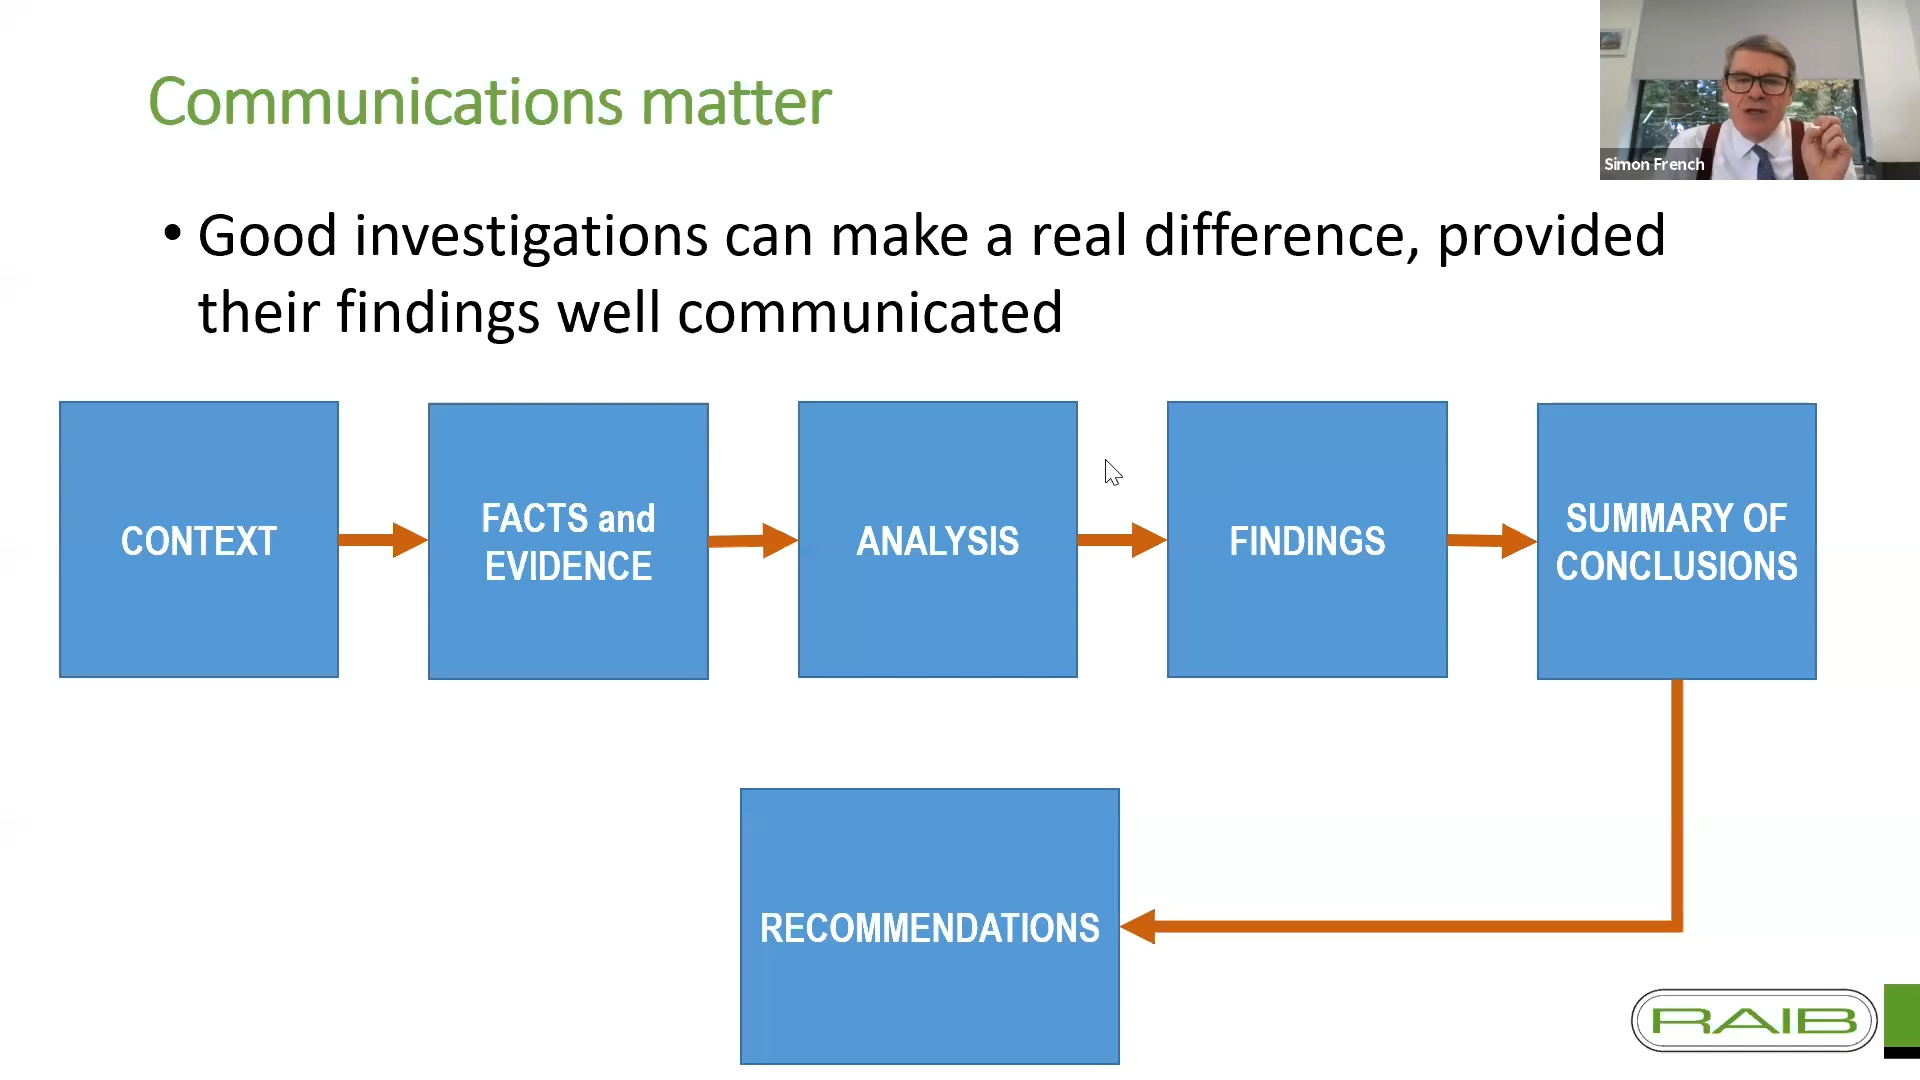 Communications matter
Simon French
• Good investigations can make a real difference, provided
their findings well communicated
CONTEXT
FACTS and
EVIDENCE
ANALYSIS
FINDINGS
SUMMARY OF
CONCLUSIONS
RECOMMENDATIONS
RAIB